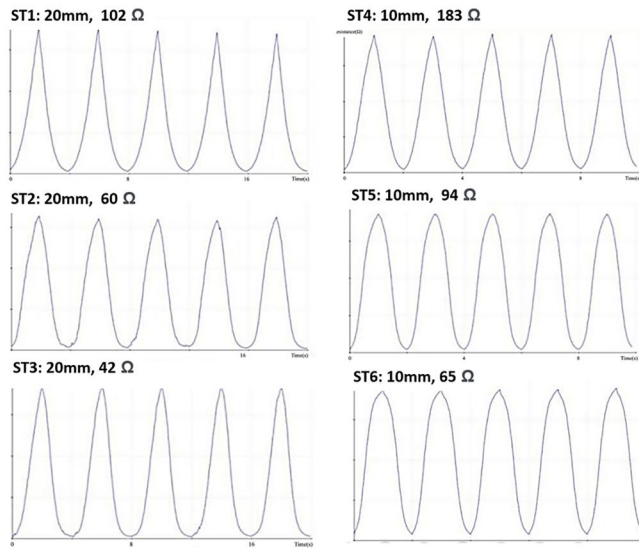 ST1: 20mm, 102 Ω
0
8
16
Time(s)
ST4: 10mm, 183 Ω
0
4
8
Time(s)
ST2: 20mm, 60 Ω
16
Time(s)
ST5: 10mm, 94 Ω
0
4
8
Time(s)
ST3: 20mm, 42 Ω
0
8
16
Time(s)
ST6: 10mm, 65 Ω